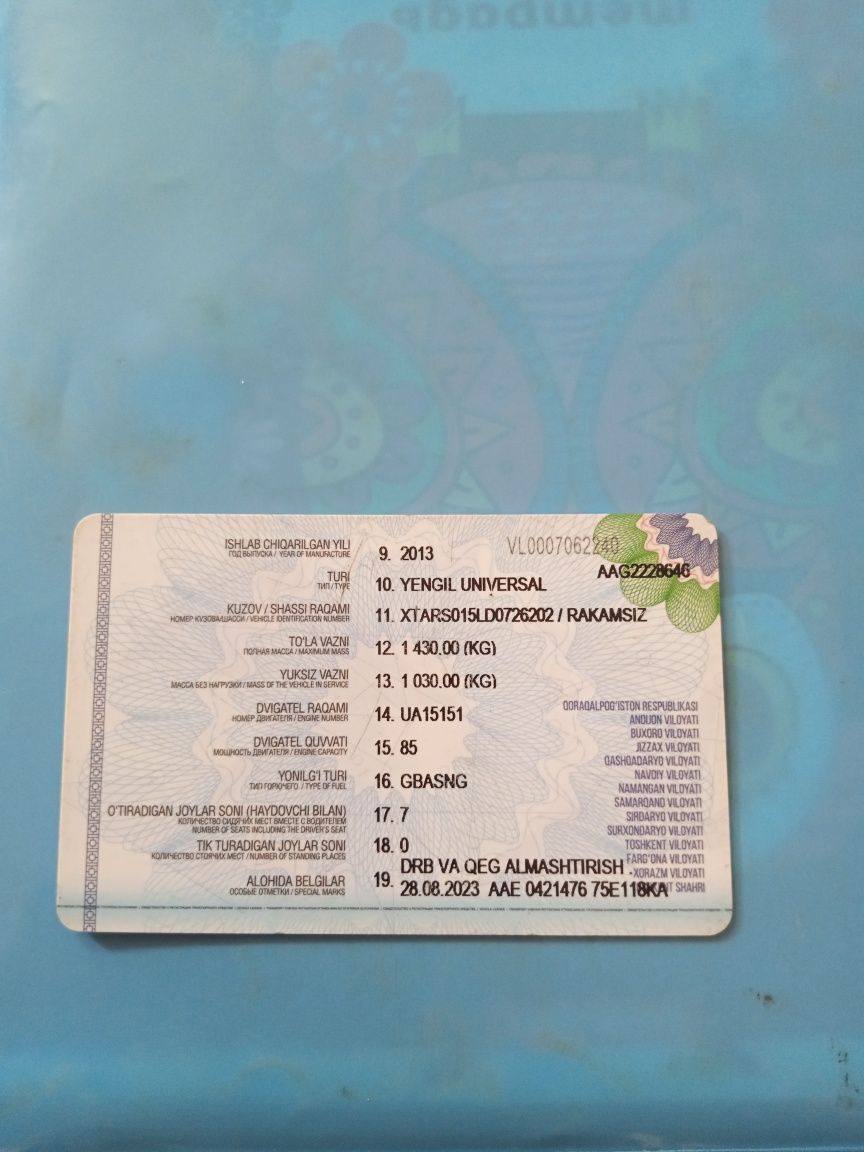 тетрадь
ISHLAB CHIQARILGAN YILI
ГОД ВЫПУСКА / YEAR OF MANUFACTURE
9. 2013
VL0007062240
AAG2228646
TURI
ТИП / TYPE
10. YENGIL UNIVERSAL
KUZOV / SHASSI RAQAMI
НОМЕР КУЗОВА/ШАССИ / VEHICLE IDENTIFICATION NUMBER
11. XTARS015LD0726202 / RAKAMSIZ
TO'LA VAZNI
ПОЛНАЯ МАССА / MAXIMUM MASS
12. 1 430.00 (KG)
YUKSIZ VAZNI
МАССА БЕЗ НАГРУЗКИ / MASS OF THE VEHICLE IN SERVICE
13. 1 030.00 (KG)
DVIGATEL RAQAMI
НОМЕР ДВИГАТЕЛЯ / ENGINE NUMBER
14. UA15151
DVIGATEL QUVVATI
МОЩНОСТЬ ДВИГАТЕЛЯ / ENGINE CAPACITY
15. 85
YONILG'I TURI
ТИП ГОРЮЧЕГО / TYPE OF FUEL
16. GBASNG
O'TIRADIGAN JOYLAR SONI (HAYDOVCHI BILAN)
КОЛИЧЕСТВО СИДЯЧИХ МЕСТ ВМЕСТЕ С ВОДИТЕЛЕМ
NUMBER OF SEATS INCLUDING THE DRIVER'S SEAT
17. 7
TIK TURADIGAN JOYLAR SONI
КОЛИЧЕСТВО СТОЯЧИХ МЕСТ / NUMBER OF STANDING PLACES
18. 0
ALOHIDA BELGILAR
ОСОБЫЕ ОТМЕТКИ / SPECIAL MARKS
19. DRB VA QEG ALMASHTIRISH
28.08.2023 AAE 0421476 75E118KA
QORAQALPOG'ISTON RESPUBLIKASI
ANDIJON VILOYATI
BUXORO VILOYATI
JIZZAX VILOYATI
QASHQADARYO VILOYATI
NAVOIY VILOYATI
NAMANGAN VILOYATI
SAMARQAND VILOYATI
SIRDARYO VILOYATI
SURXONDARYO VILOYATI
TOSHKENT VILOYATI
FARG'ONA VILOYATI
XORAZM VILOYATI
SHAHRI